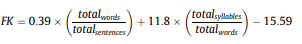 FK = 0.39 × (total_words / total_sentences) + 11.8 × (total_syllables / total_words) − 15.59